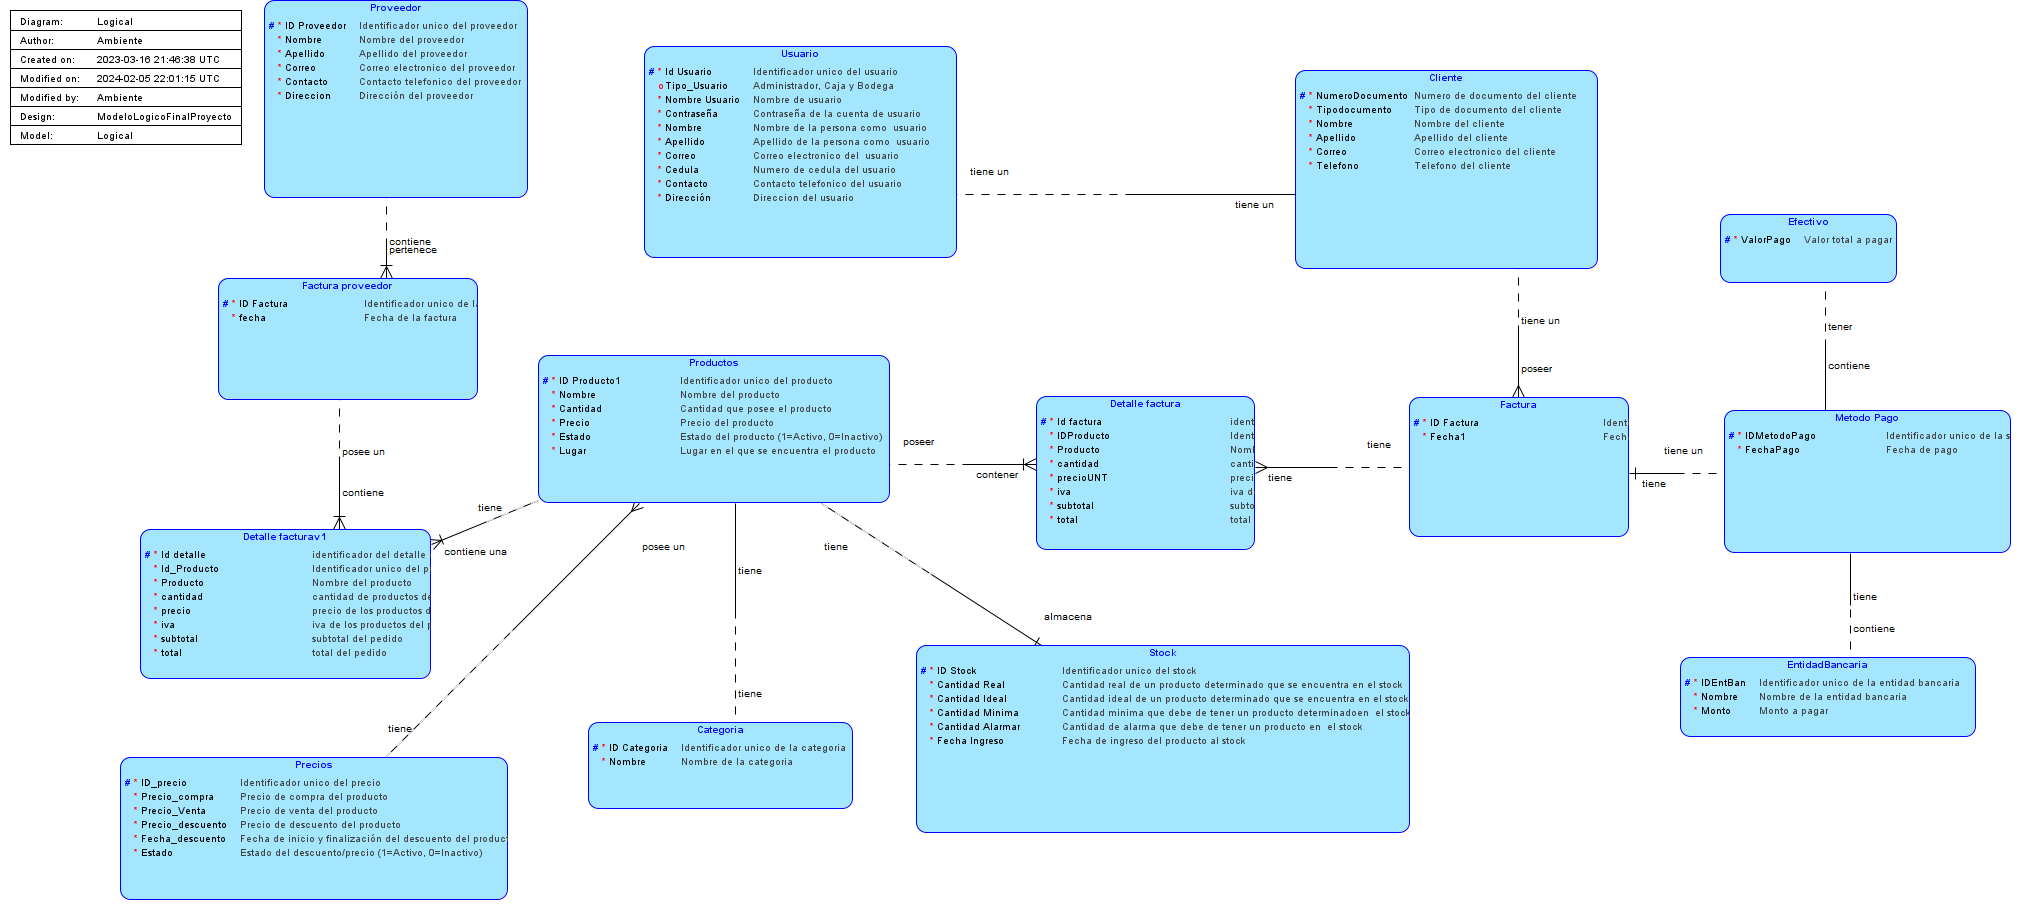 Diagram: Logical
Author: Ambiente
Created on: 2023-03-16 21:46:38 UTC
Modified on: 2024-02-05 22:01:15 UTC
Modified by: Ambiente
Design: ModeloLogicoFinalProyecto
Model: Logical
Proveedor
# * ID Proveedor Identificador unico del proveedor
* Nombre Nombre del proveedor
* Apellido Apellido del proveedor
* Correo Correo electronico del proveedor
* Contacto Contacto telefonico del proveedor
* Direccion Dirección del proveedor
Usuario
# * Id Usuario Identificador unico del usuario
o Tipo_Usuario Administrador, Caja y Bodega
* Nombre Usuario Nombre de usuario
* Contraseña Contraseña de la cuenta de usuario
* Nombre Nombre de la persona como usuario
* Apellido Apellido de la persona como usuario
* Correo Correo electronico del usuario
* Cedula Numero de cedula del usuario
* Contacto Contacto telefonico del usuario
* Dirección Direccion del usuario
tiene un
tiene un
Cliente
# * NumeroDocumento Numero de documento del cliente
* Tipodocumento Tipo de documento del cliente
* Nombre Nombre del cliente
* Apellido Apellido del cliente
* Correo Correo electronico del cliente
* Telefono Telefono del cliente
Efectivo
# * ValorPago Valor total a pagar
contiene
pertenece
Factura proveedor
# * ID Factura Identificador unico de l
* fecha Fecha de la factura
tiene un
poseer
tener
contiene
Productos
# * ID Producto1 Identificador unico del producto
* Nombre Nombre del producto
* Cantidad Cantidad que posee el producto
* Precio Precio del producto
* Estado Estado del producto (1=Activo, 0=Inactivo)
* Lugar Lugar en el que se encuentra el producto
poseer
contener
Detalle factura
# * Id factura ident
* IDProducto Ident
* Producto Nom
* cantidad canti
* precioUNT preci
* iva iva d
* subtotal subto
* total total
tiene
tiene
Factura
# * ID Factura Ident
* Fecha1 Fech
tiene un
tiene
Metodo Pago
# * IDMetodoPago Identificador unico de la s
* FechaPago Fecha de pago
posee un
contiene
tiene
contiene una
Detalle facturav1
# * Id detalle identificador del detalle
* Id_Producto Identificador unico del p
* Producto Nombre del producto
* cantidad cantidad de productos de
* precio precio de los productos d
* iva iva de los productos del p
* subtotal subtotal del pedido
* total total del pedido
posee un
tiene
tiene
tiene
tiene
almacena
tiene
contiene
Stock
# * ID Stock Identificador unico del stock
* Cantidad Real Cantidad real de un producto determinado que se encuentra en el stock
* Cantidad Ideal Cantidad ideal de un producto determinado que se encuentra en el stock
* Cantidad Minima Cantidad minima que debe de tener un producto determinadoen el stock
* Cantidad Alarmar Cantidad de alarma que debe de tener un producto en el stock
* Fecha Ingreso Fecha de ingreso del producto al stock
EntidadBancaria
# * IDEntBan Identificador unico de la entidad bancaria
* Nombre Nombre de la entidad bancaria
* Monto Monto a pagar
Categoria
# * ID Categoria Identificador unico de la categoria
* Nombre Nombre de la categoria
Precios
# * ID_precio Identificador unico del precio
* Precio_compra Precio de compra del producto
* Precio_Venta Precio de venta del producto
* Precio_descuento Precio de descuento del producto
* Fecha_descuento Fecha de inicio y finalización del descuento del produc
* Estado Estado del descuento/precio (1=Activo, 0=Inactivo)